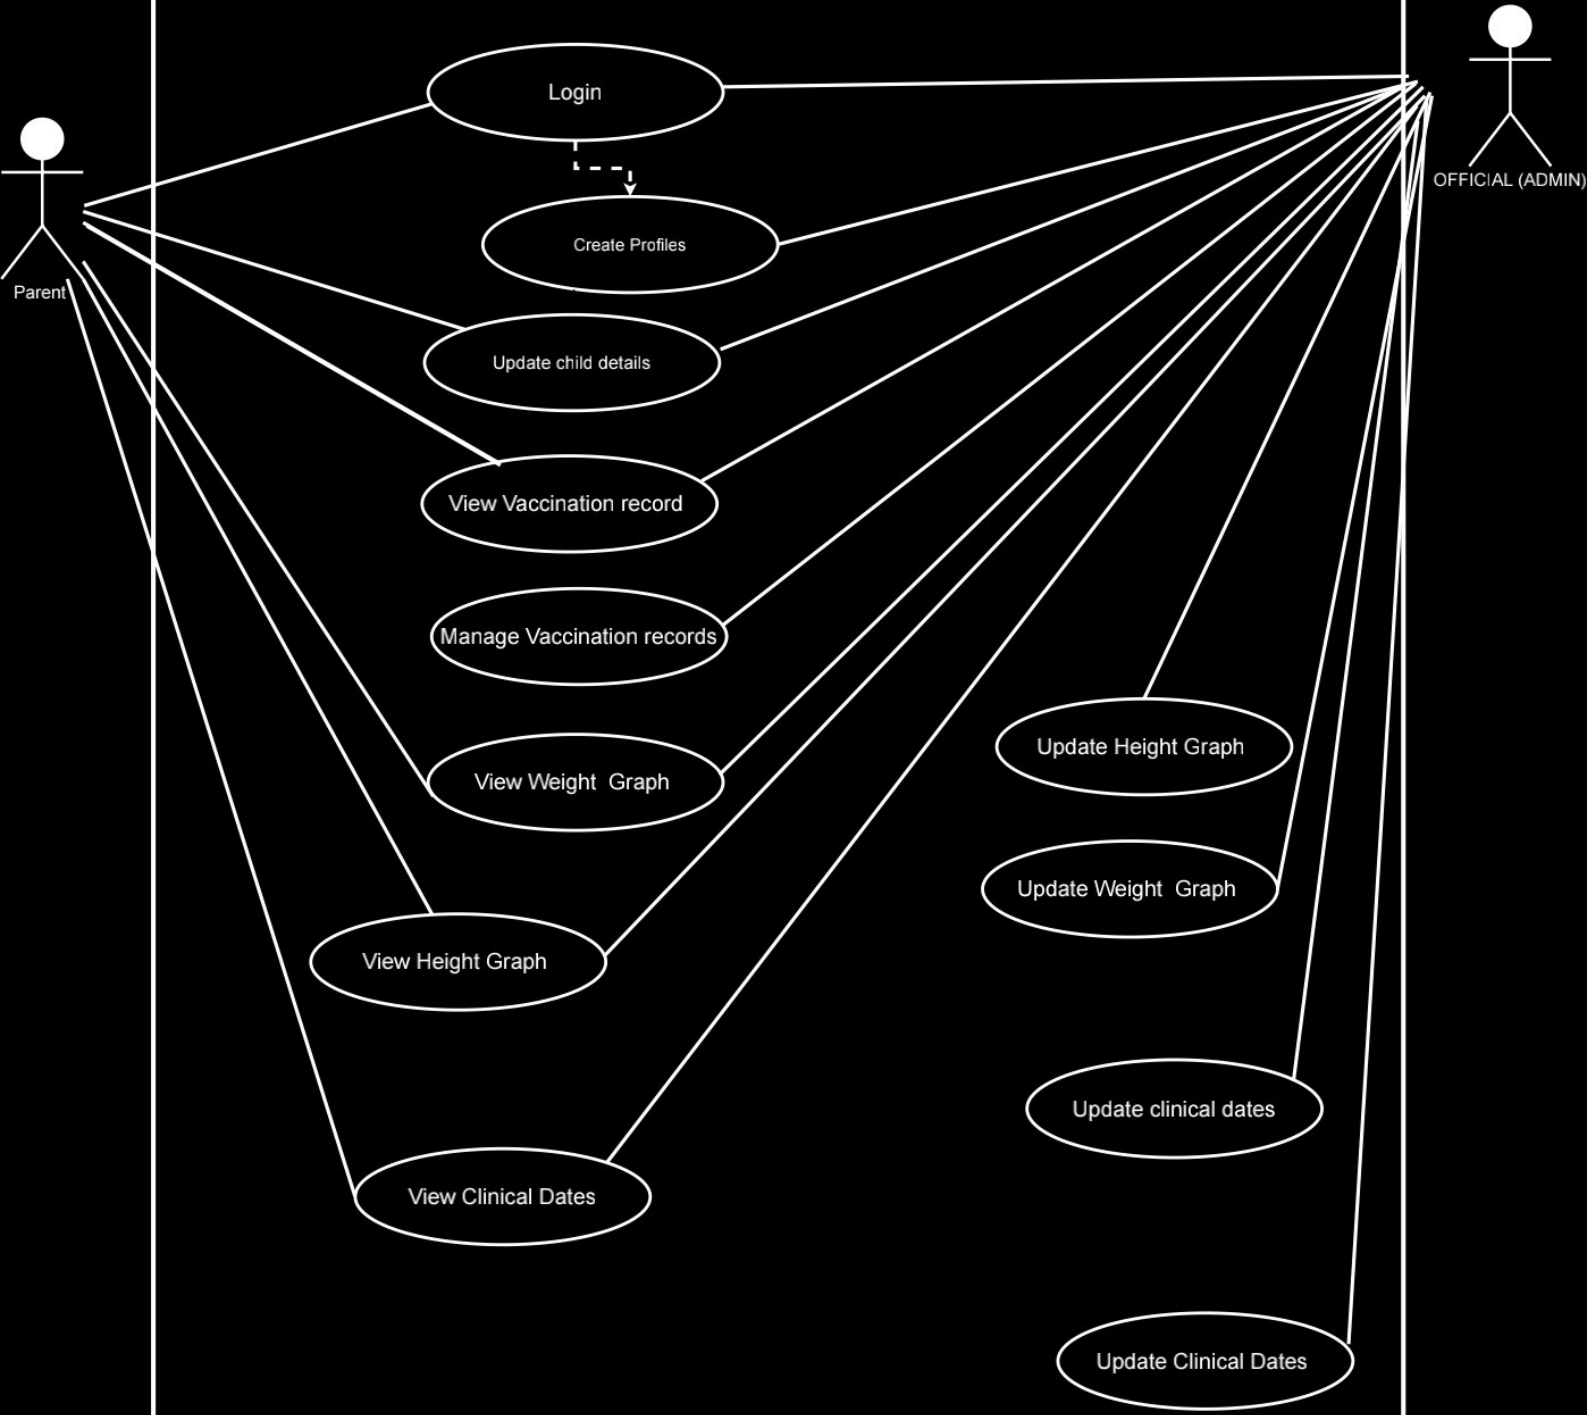 Login
OFFICIAL (ADMIN)
Create Profiles
Parent
Update child details
View Vaccination record
Manage Vaccination records
Update Height Graph
View Weight  Graph
Update Weight  Graph
View Height Graph
Update clinical dates
View Clinical Dates
Update Clinical Dates